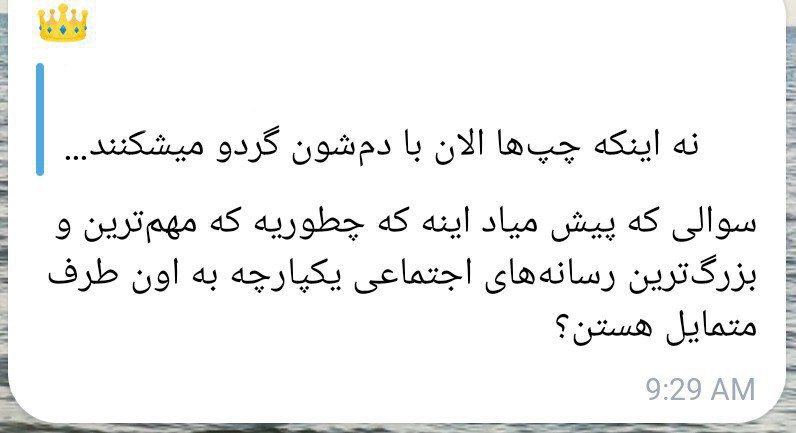 نه اینکه چپ‌ها الان با دم‌شون گردو میشکنند...
سوالی که پیش میاد اینه که چطوریه که مهم‌ترین و
بزرگ‌ترین رسانه‌های اجتماعی یکپارچه به اون طرف
متمایل هستن؟
9:29 AM